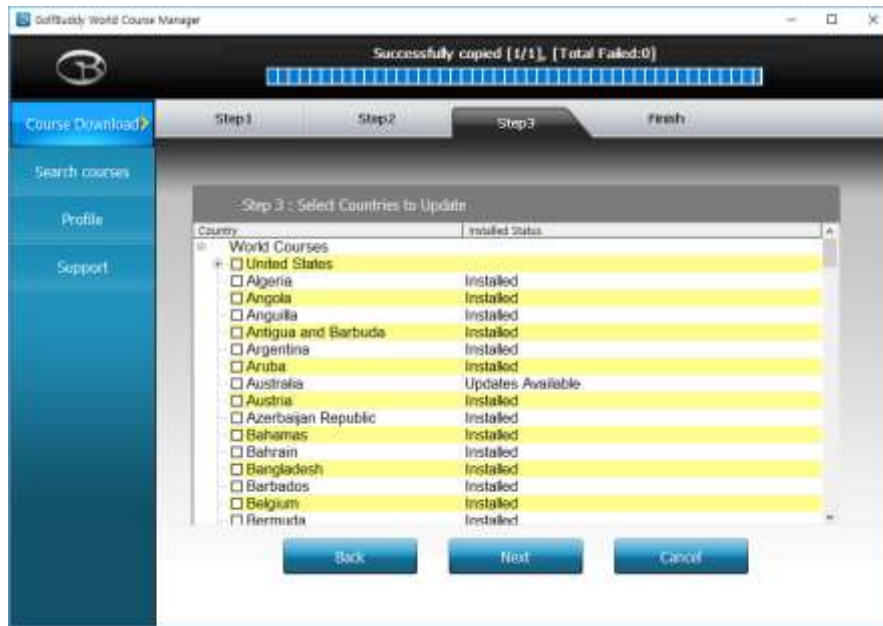 GolfBuddy World Course Manager
Successfully copied [1/1], [Total Failed:0]
Course Download
Step1 Step2 Step3 Finish
Search courses
Profile
Support
Step 3 : Select Countries to Update
Country Installed Status
World Courses
United States
Algeria Installed
Angola Installed
Anguilla Installed
Antigua and Barbuda Installed
Argentina Installed
Aruba Installed
Australia Updates Available
Austria Installed
Azerbaijan Republic Installed
Bahamas Installed
Bahrain Installed
Bangladesh Installed
Barbados Installed
Belgium Installed
Bermuda Installed
Back Next Cancel